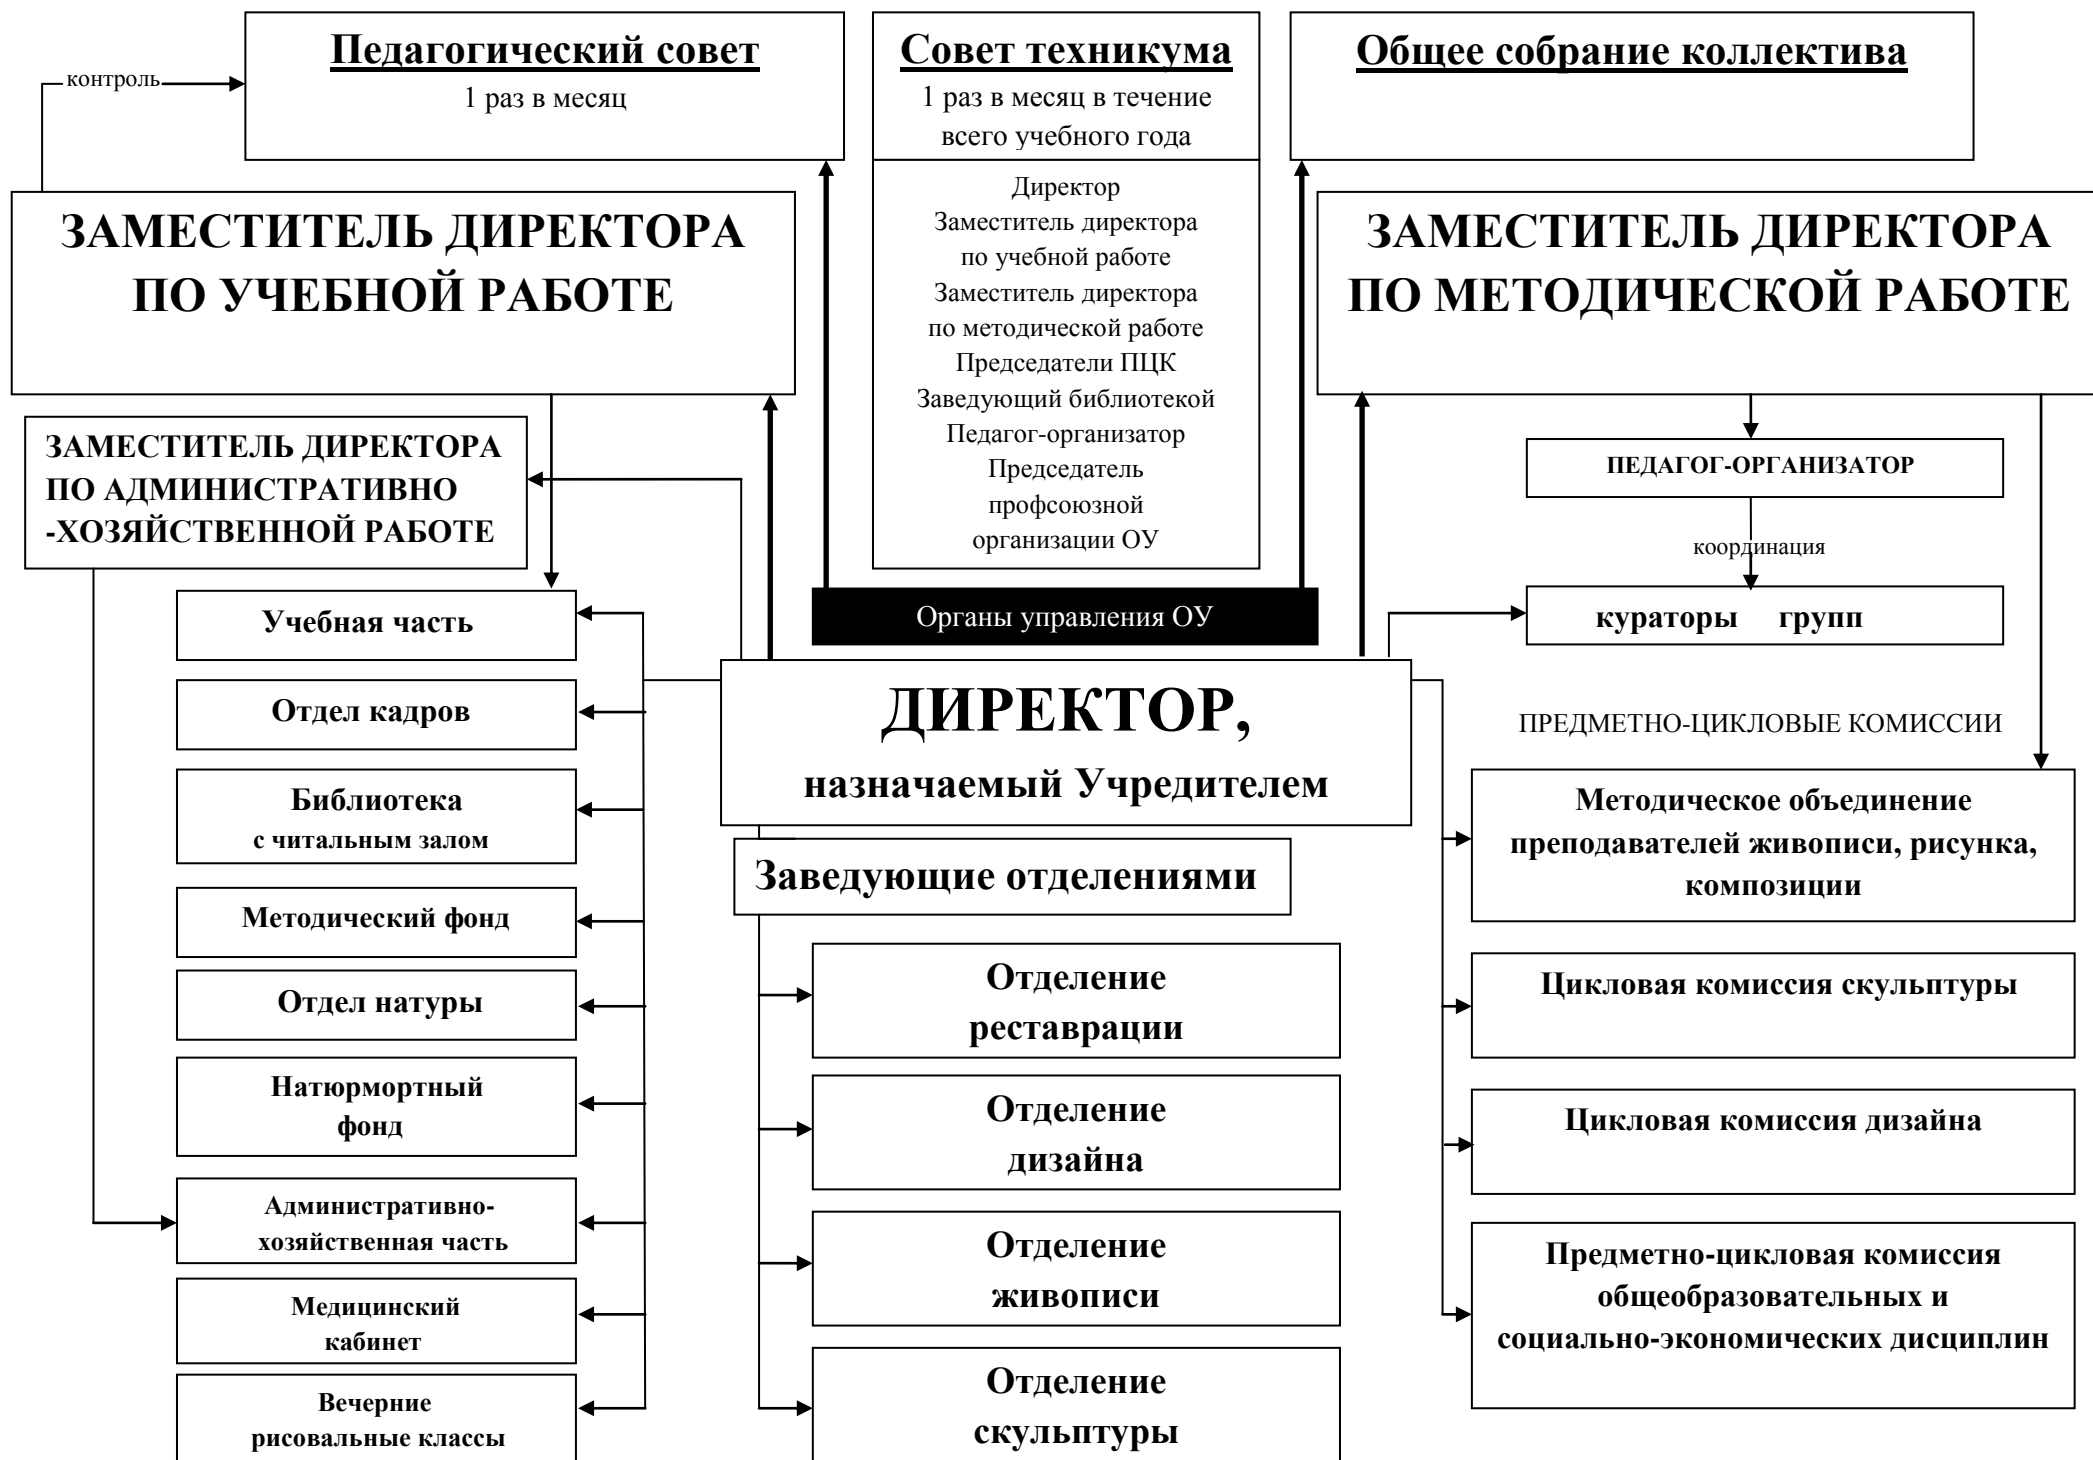 Педагогический совет
1 раз в месяц
Совет техникума
1 раз в месяц в течение
всего учебного года
Общее собрание коллектива
контроль
ЗАМЕСТИТЕЛЬ ДИРЕКТОРА
ПО УЧЕБНОЙ РАБОТЕ
Директор
Заместитель директора
по учебной работе
Заместитель директора
по методической работе
Председатели ПЦК
Заведующий библиотекой
Педагог-организатор
Председатель
профсоюзной
организации ОУ
ЗАМЕСТИТЕЛЬ ДИРЕКТОРА
ПО МЕТОДИЧЕСКОЙ РАБОТЕ
ЗАМЕСТИТЕЛЬ ДИРЕКТОРА
ПО АДМИНИСТРАТИВНО
-ХОЗЯЙСТВЕННОЙ РАБОТЕ
ПЕДАГОГ-ОРГАНИЗАТОР
координация
кураторы групп
Органы управления ОУ
ДИРЕКТОР,
назначаемый Учредителем
Учебная часть
Отдел кадров
Библиотека
с читальным залом
Методический фонд
Отдел натуры
Натюрмортный
фонд
Административно-
хозяйственная часть
Медицинский
кабинет
Вечерние
рисовальные классы
Заведующие отделениями
Отделение
реставрации
Отделение
дизайна
Отделение
живописи
Отделение
скульптуры
ПРЕДМЕТНО-ЦИКЛОВЫЕ КОМИССИИ
Методическое объединение
преподавателей живописи, рисунка,
композиции
Цикловая комиссия скульптуры
Цикловая комиссия дизайна
Предметно-цикловая комиссия
общеобразовательных и
социально-экономических дисциплин